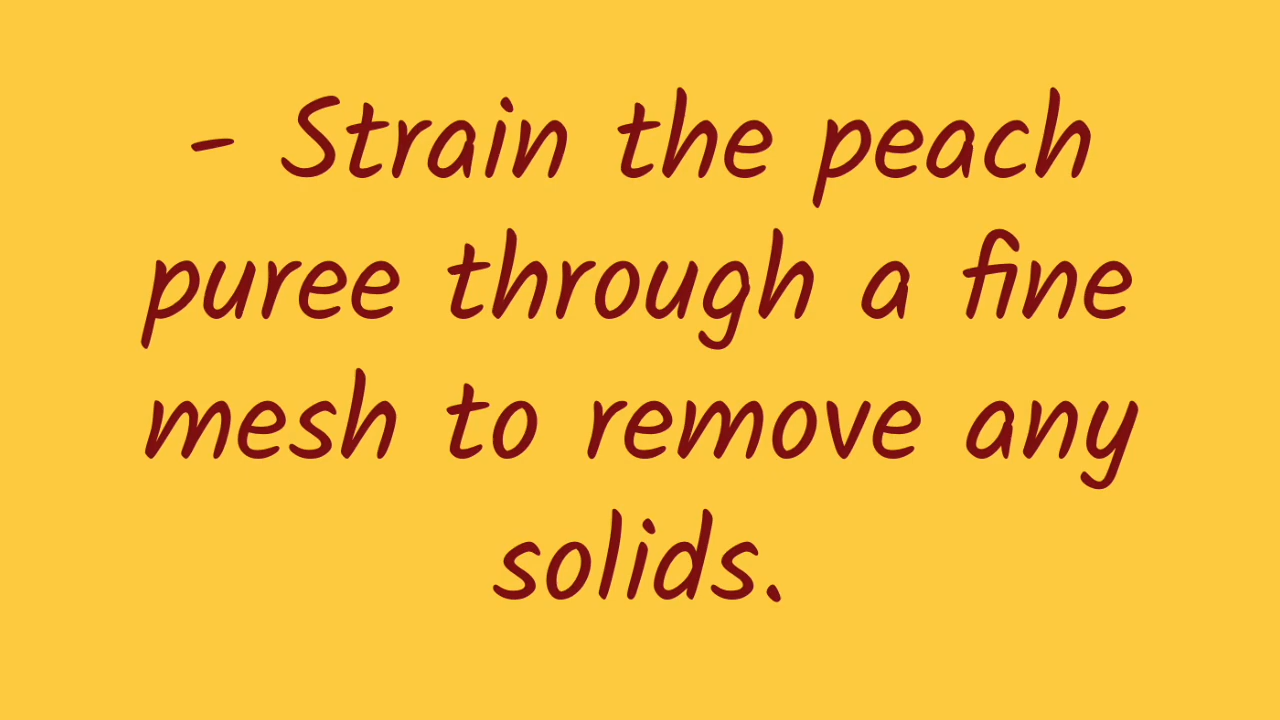 - Strain the peach
puree through a fine
mesh to remove any
solids.